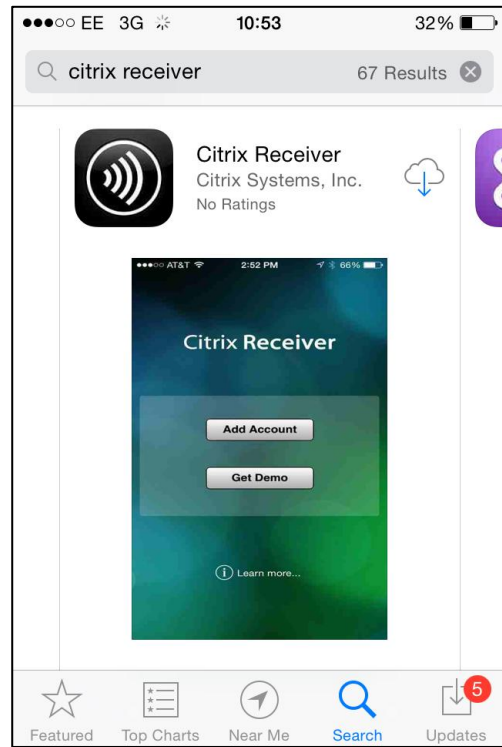 EE 3G 10:53 32%
citrix receiver 67 Results
Citrix Receiver
Citrix Systems, Inc.
No Ratings
AT&T 2:52 PM 66%
Citrix Receiver
Add Account
Get Demo
i Learn more...
5
Featured Top Charts Near Me Search Updates